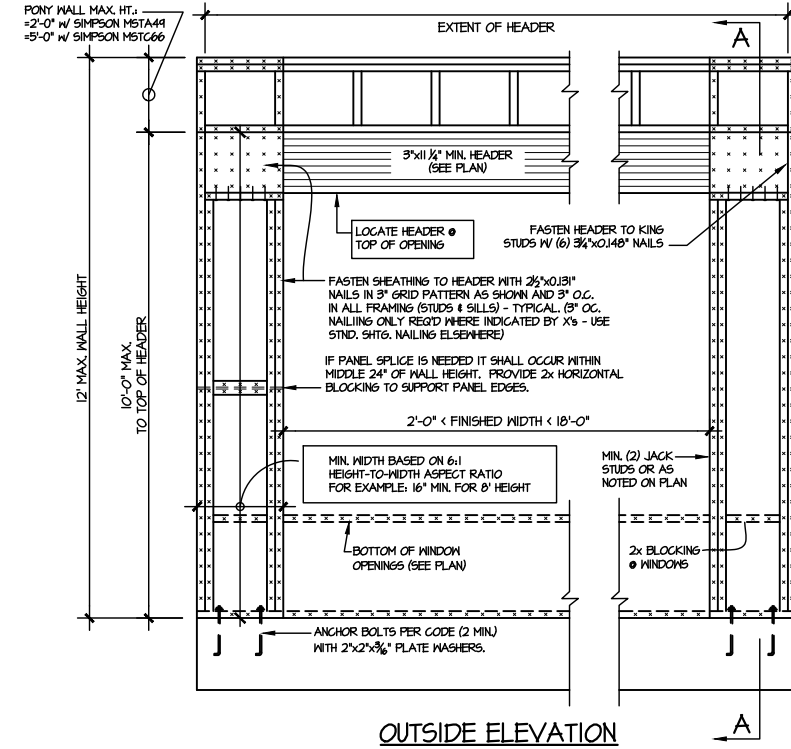 PONY WALL MAX. HT.:
=2'-0" W/ SIMPSON MSTA49
=5'-0" W/ SIMPSON MSTC66
EXTENT OF HEADER
A
3"x11 1/4" MIN. HEADER
(SEE PLAN)
LOCATE HEADER @
TOP OF OPENING
FASTEN HEADER TO KING
STUDS W/ (6) 3 1/4"x0.148" NAILS
FASTEN SHEATHING TO HEADER WITH 2 1/2"x0.131"
NAILS IN 3" GRID PATTERN AS SHOWN AND 3" O.C.
IN ALL FRAMING (STUDS & SILLS) - TYPICAL. (3" OC.
NAILING ONLY REQ'D WHERE INDICATED BY X'S - USE
STND. SHTG. NAILING ELSEWHERE)
12' MAX. WALL HEIGHT
10'-0" MAX.
TO TOP OF HEADER
IF PANEL SPLICE IS NEEDED IT SHALL OCCUR WITHIN
MIDDLE 24" OF WALL HEIGHT. PROVIDE 2x HORIZONTAL
BLOCKING TO SUPPORT PANEL EDGES.
2'-0" < FINISHED WIDTH < 18'-0"
MIN. WIDTH BASED ON 6:1
HEIGHT-TO-WIDTH ASPECT RATIO
FOR EXAMPLE: 16" MIN. FOR 8' HEIGHT
MIN. (2) JACK
STUDS OR AS
NOTED ON PLAN
BOTTOM OF WINDOW
OPENINGS (SEE PLAN)
2x BLOCKING
@ WINDOWS
ANCHOR BOLTS PER CODE (2 MIN.)
WITH 2"x2"x3/16" PLATE WASHERS.
OUTSIDE ELEVATION
A